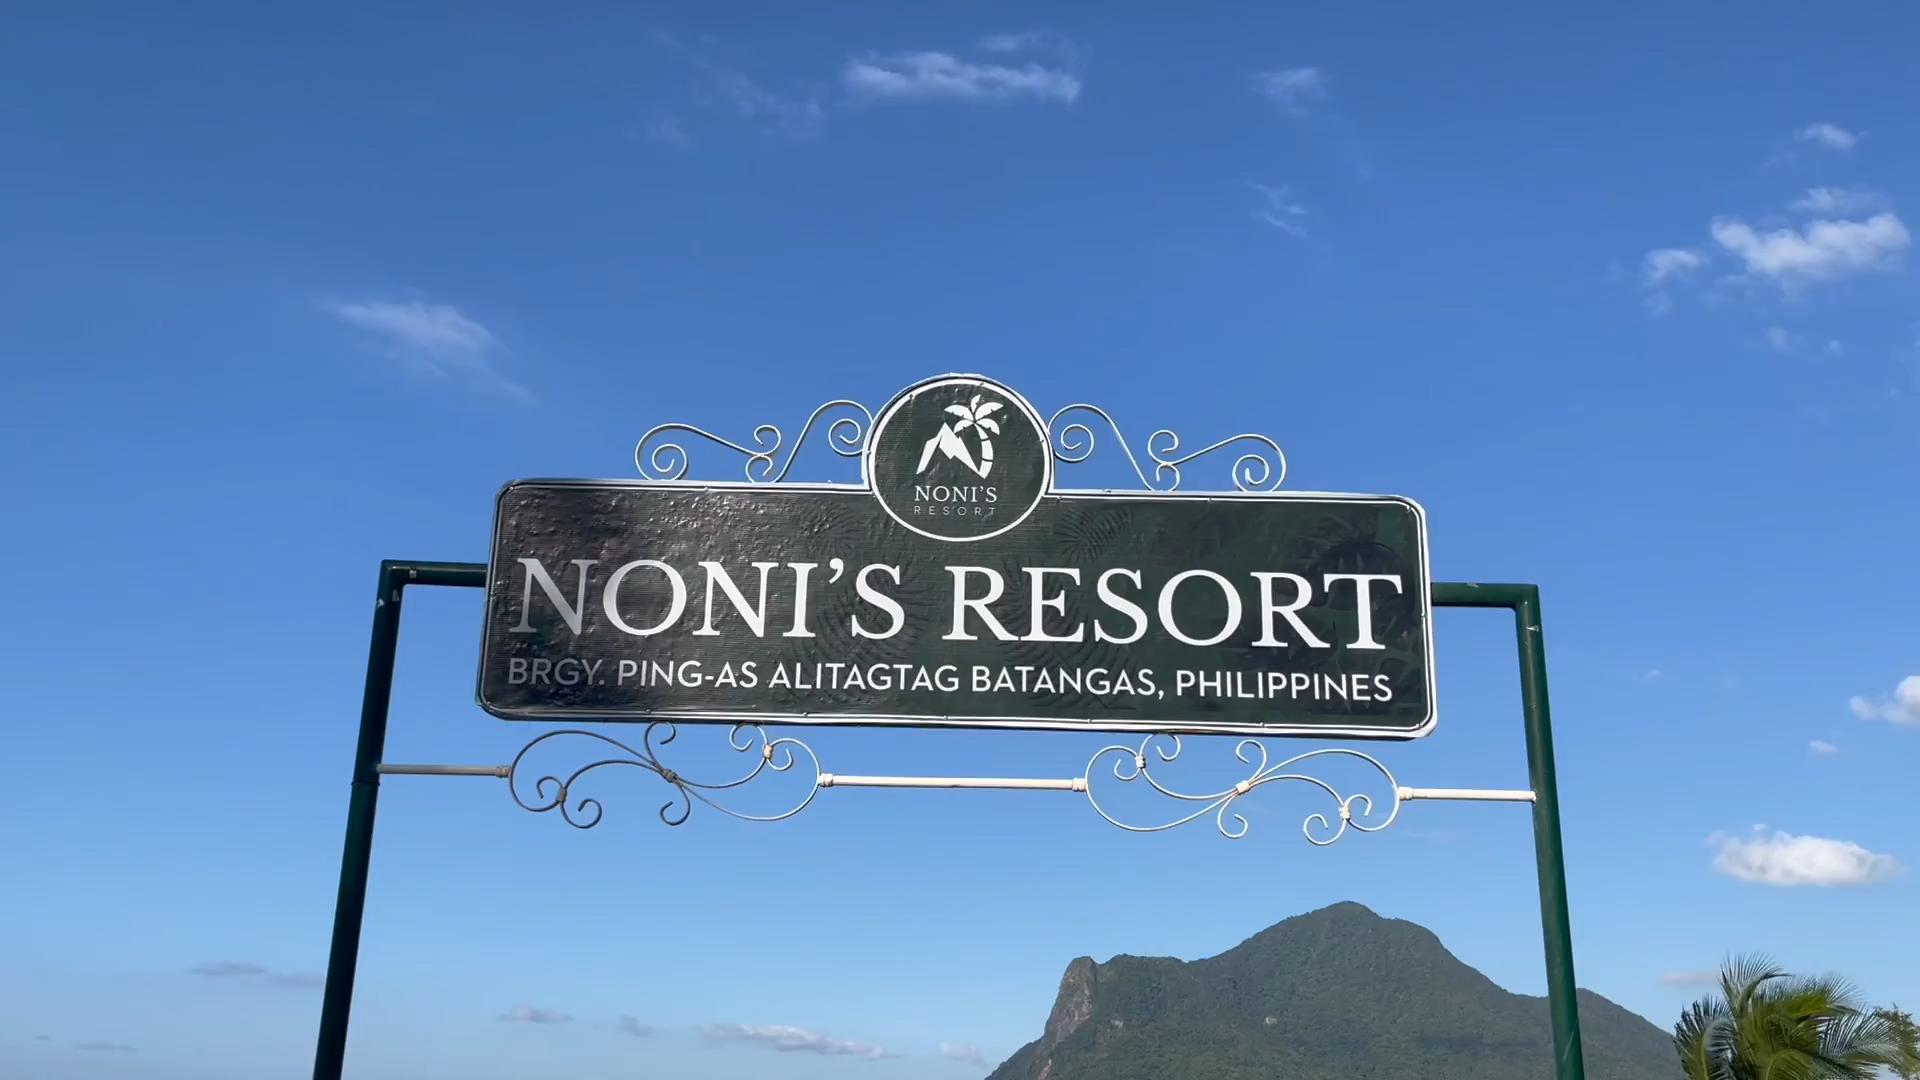 NONI'S
RESORT
NONI'S RESORT
BRGY. PING-AS ALITAGTAG BATANGAS, PHILIPPINES